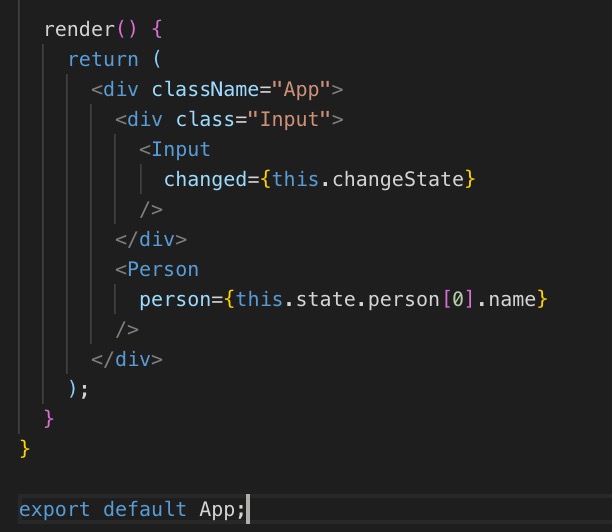 render() {
return (
<div className="App">
<div class="Input">
<Input
changed={this.changeState}
/>
</div>
<Person
person={this.state.person[0].name}
/>
</div>
);
}
}
export default App;